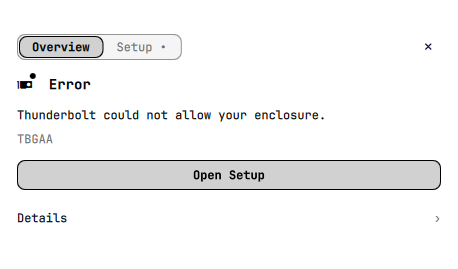 Overview Setup •
×
Error
Thunderbolt could not allow your enclosure.
TBGAA
Open Setup
Details ›